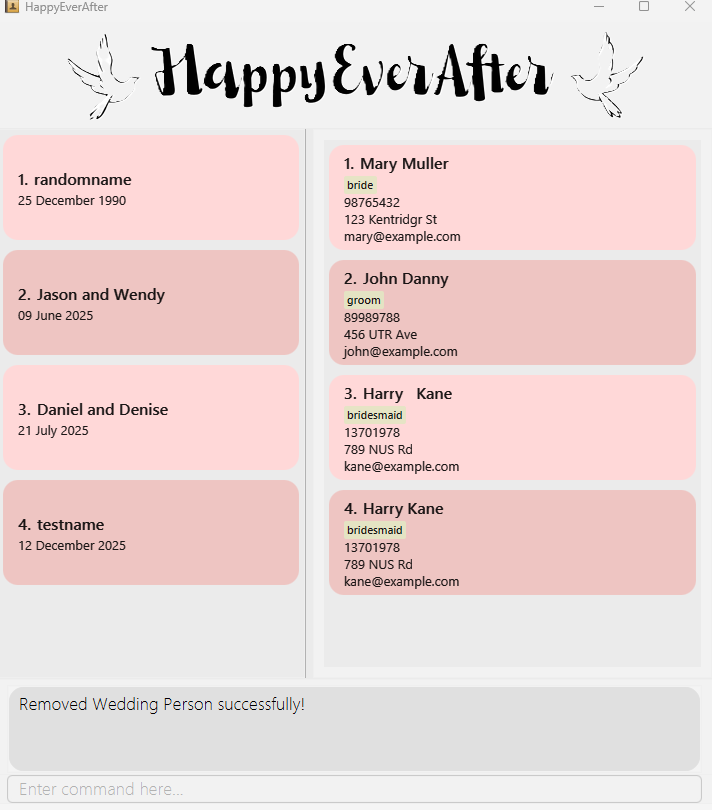 HappyEverAfter
HappyEverAfter
1. randomname
25 December 1990
2. Jason and Wendy
09 June 2025
3. Daniel and Denise
21 July 2025
4. testname
12 December 2025
1. Mary Muller
bride
98765432
123 Kentridgr St
mary@example.com
2. John Danny
groom
89989788
456 UTR Ave
john@example.com
3. Harry   Kane
bridesmaid
13701978
789 NUS Rd
kane@example.com
4. Harry Kane
bridesmaid
13701978
789 NUS Rd
kane@example.com
Removed Wedding Person successfully!
Enter command here...